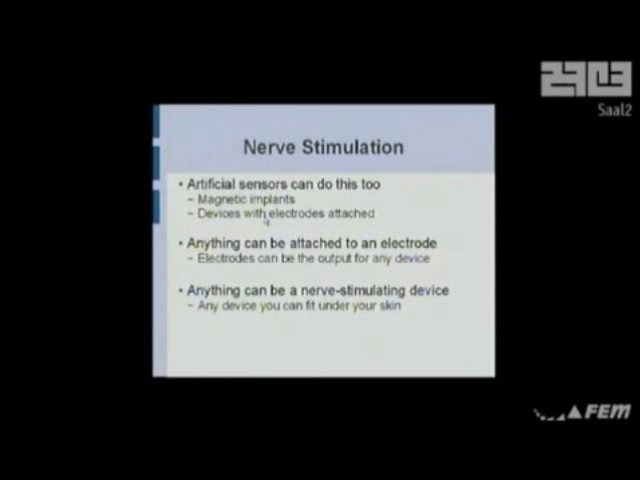 29C3
Saal2
Nerve Stimulation
• Artificial sensors can do this too
– Magnetic implants
– Devices with electrodes attached
• Anything can be attached to an electrode
– Electrodes can be the output for any device
• Anything can be a nerve-stimulating device
– Any device you can fit under your skin
FEM